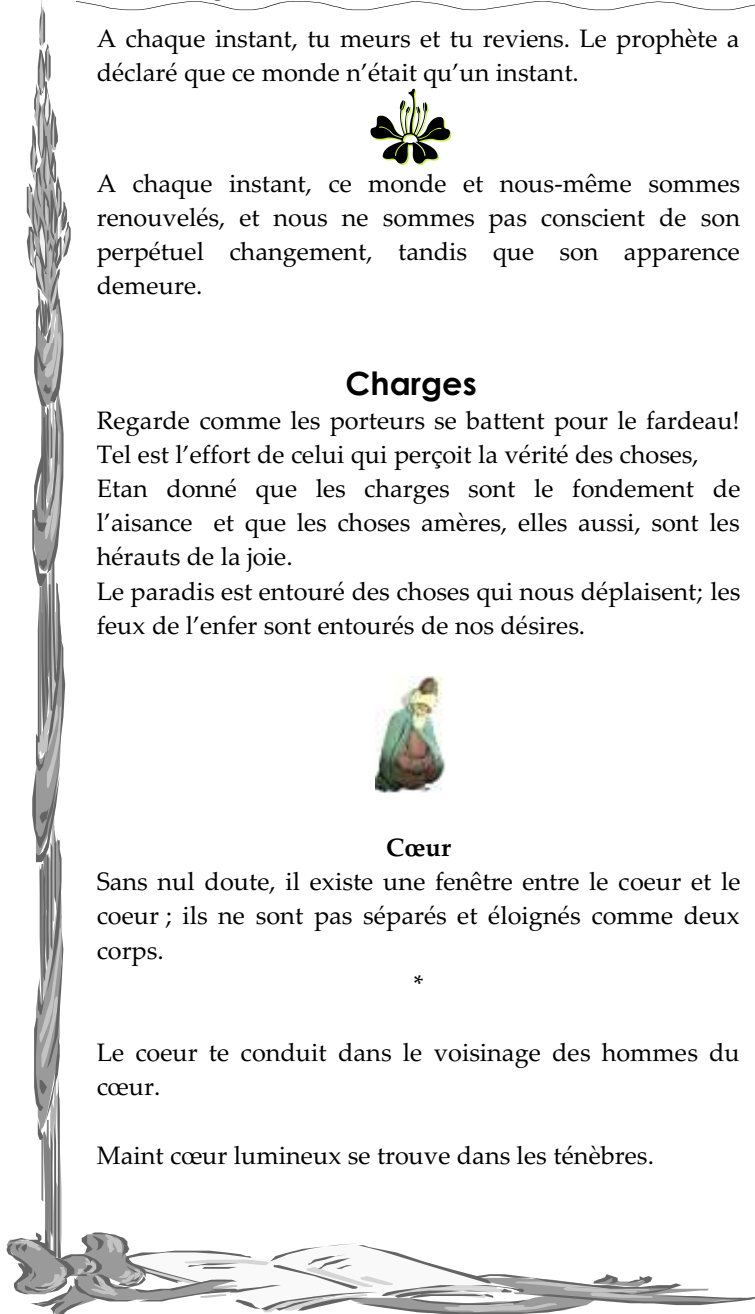 A chaque instant, tu meurs et tu reviens. Le prophète a
déclaré que ce monde n’était qu’un instant.
A chaque instant, ce monde et nous-même sommes
renouvelés, et nous ne sommes pas conscient de son
perpétuel changement, tandis que son apparence
demeure.
Charges
Regarde comme les porteurs se battent pour le fardeau!
Tel est l’effort de celui qui perçoit la vérité des choses,
Etan donné que les charges sont le fondement de
l’aisance et que les choses amères, elles aussi, sont les
hérauts de la joie.
Le paradis est entouré des choses qui nous déplaisent; les
feux de l’enfer sont entourés de nos désires.
Cœur
Sans nul doute, il existe une fenêtre entre le coeur et le
coeur ; ils ne sont pas séparés et éloignés comme deux
corps.
*
Le coeur te conduit dans le voisinage des hommes du
cœur.
Maint cœur lumineux se trouve dans les ténèbres.